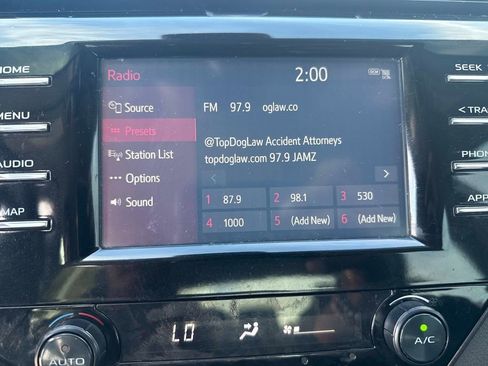 HOME
MENU
AUDIO
MAP
Radio
2:00
DCM
Source
Presets
Station List
Options
Sound
FM 97.9 oglaw.co
@TopDogLaw Accident Attorneys
topdoglaw.com 97.9 JAMZ
< >
1 87.9
2 98.1
3 530
4 1000
5 (Add New)
6 (Add New)
SEEK
< TRA
PHON
APP
AUTO
LO
A/C